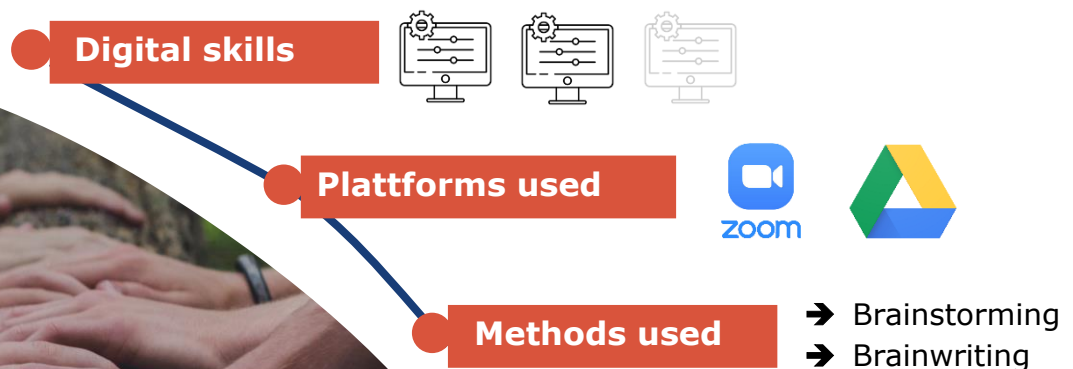 Digital skills
Plattforms used
zoom
Methods used
➔ Brainstorming
➔ Brainwriting